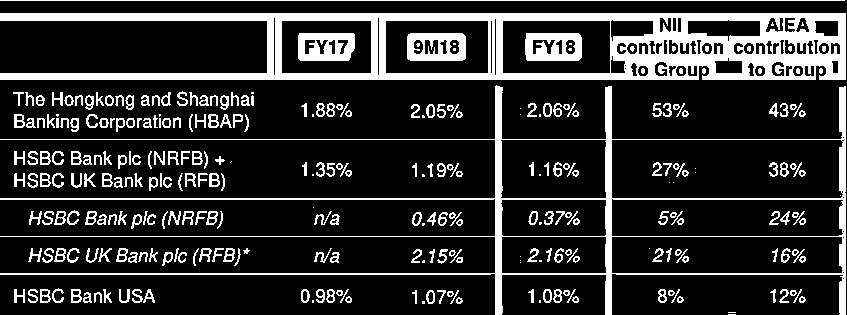 FY17 9M18 FY18 NII contribution to Group AIEA contribution to Group
The Hongkong and Shanghai Banking Corporation (HBAP) 1.88% 2.05% 2.06% 53% 43%
HSBC Bank plc (NRFB) + HSBC UK Bank plc (RFB) 1.35% 1.19% 1.16% 27% 38%
HSBC Bank plc (NRFB) n/a 0.46% 0.37% 5% 24%
HSBC UK Bank plc (RFB)* n/a 2.15% 2.16% 21% 16%
HSBC Bank USA 0.98% 1.07% 1.08% 8% 12%